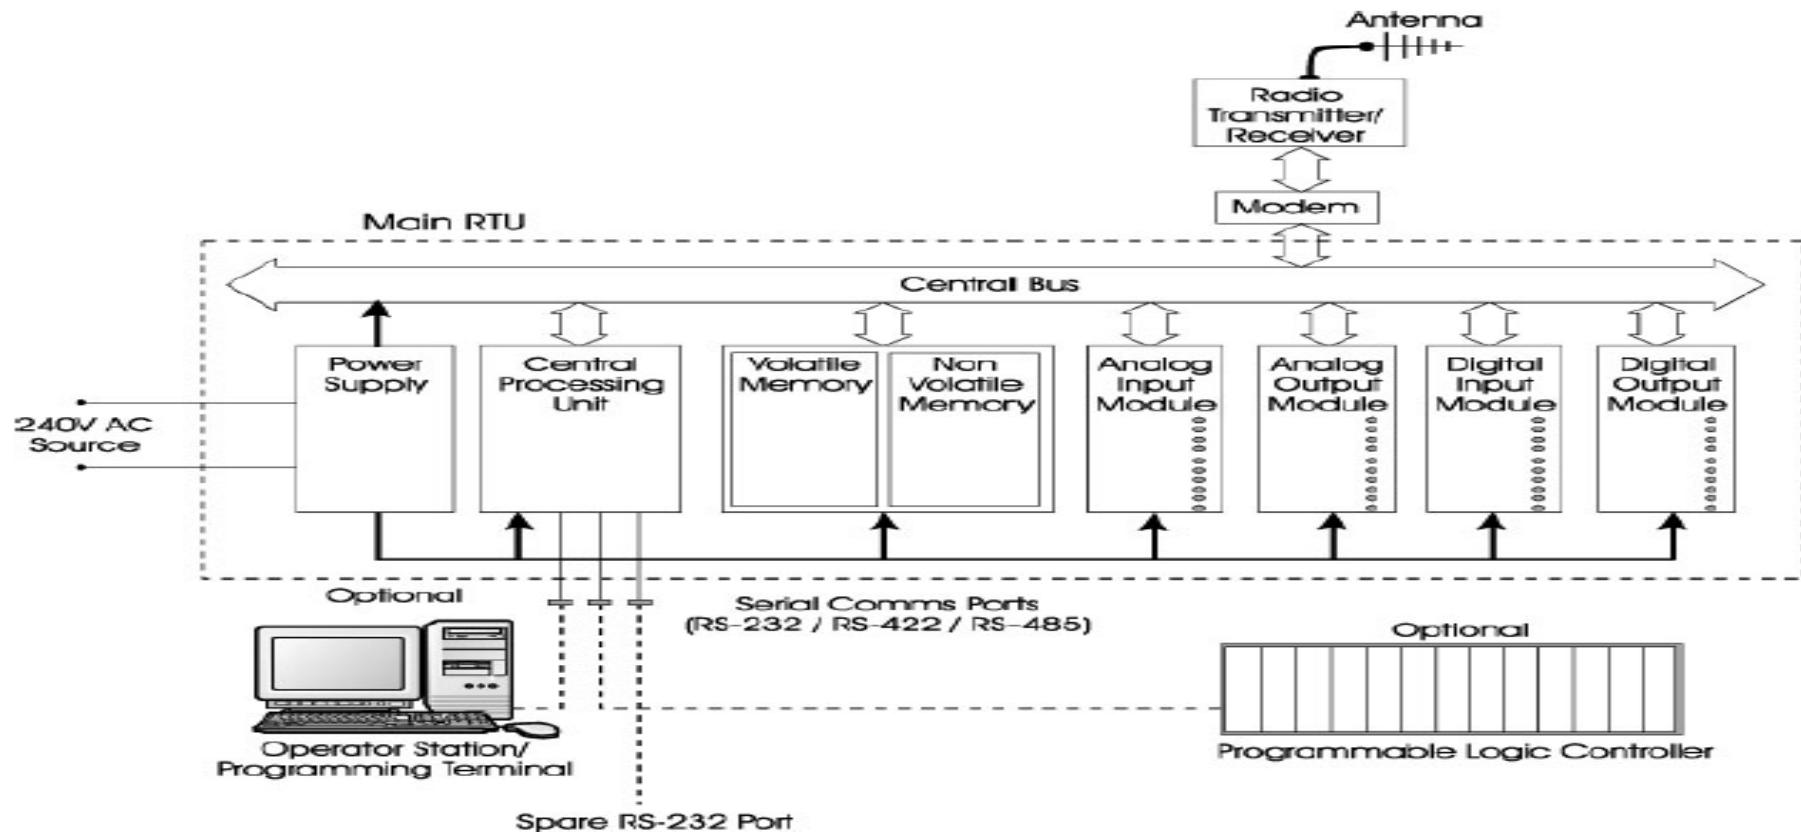 Antenna
Radio
Transmitter/
Receiver
Modem
Main RTU
Central Bus
Power
Supply
Central
Processing
Unit
Volatile
Memory
Non
Volatile
Memory
Analog
Input
Module
Analog
Output
Module
Digital
Input
Module
Digital
Output
Module
240V AC
Source
Optional
Serial Comms Ports
(RS-232 / RS-422 / RS-485)
Optional
Operator Station/
Programming Terminal
Programmable Logic Controller
Spare RS-232 Port